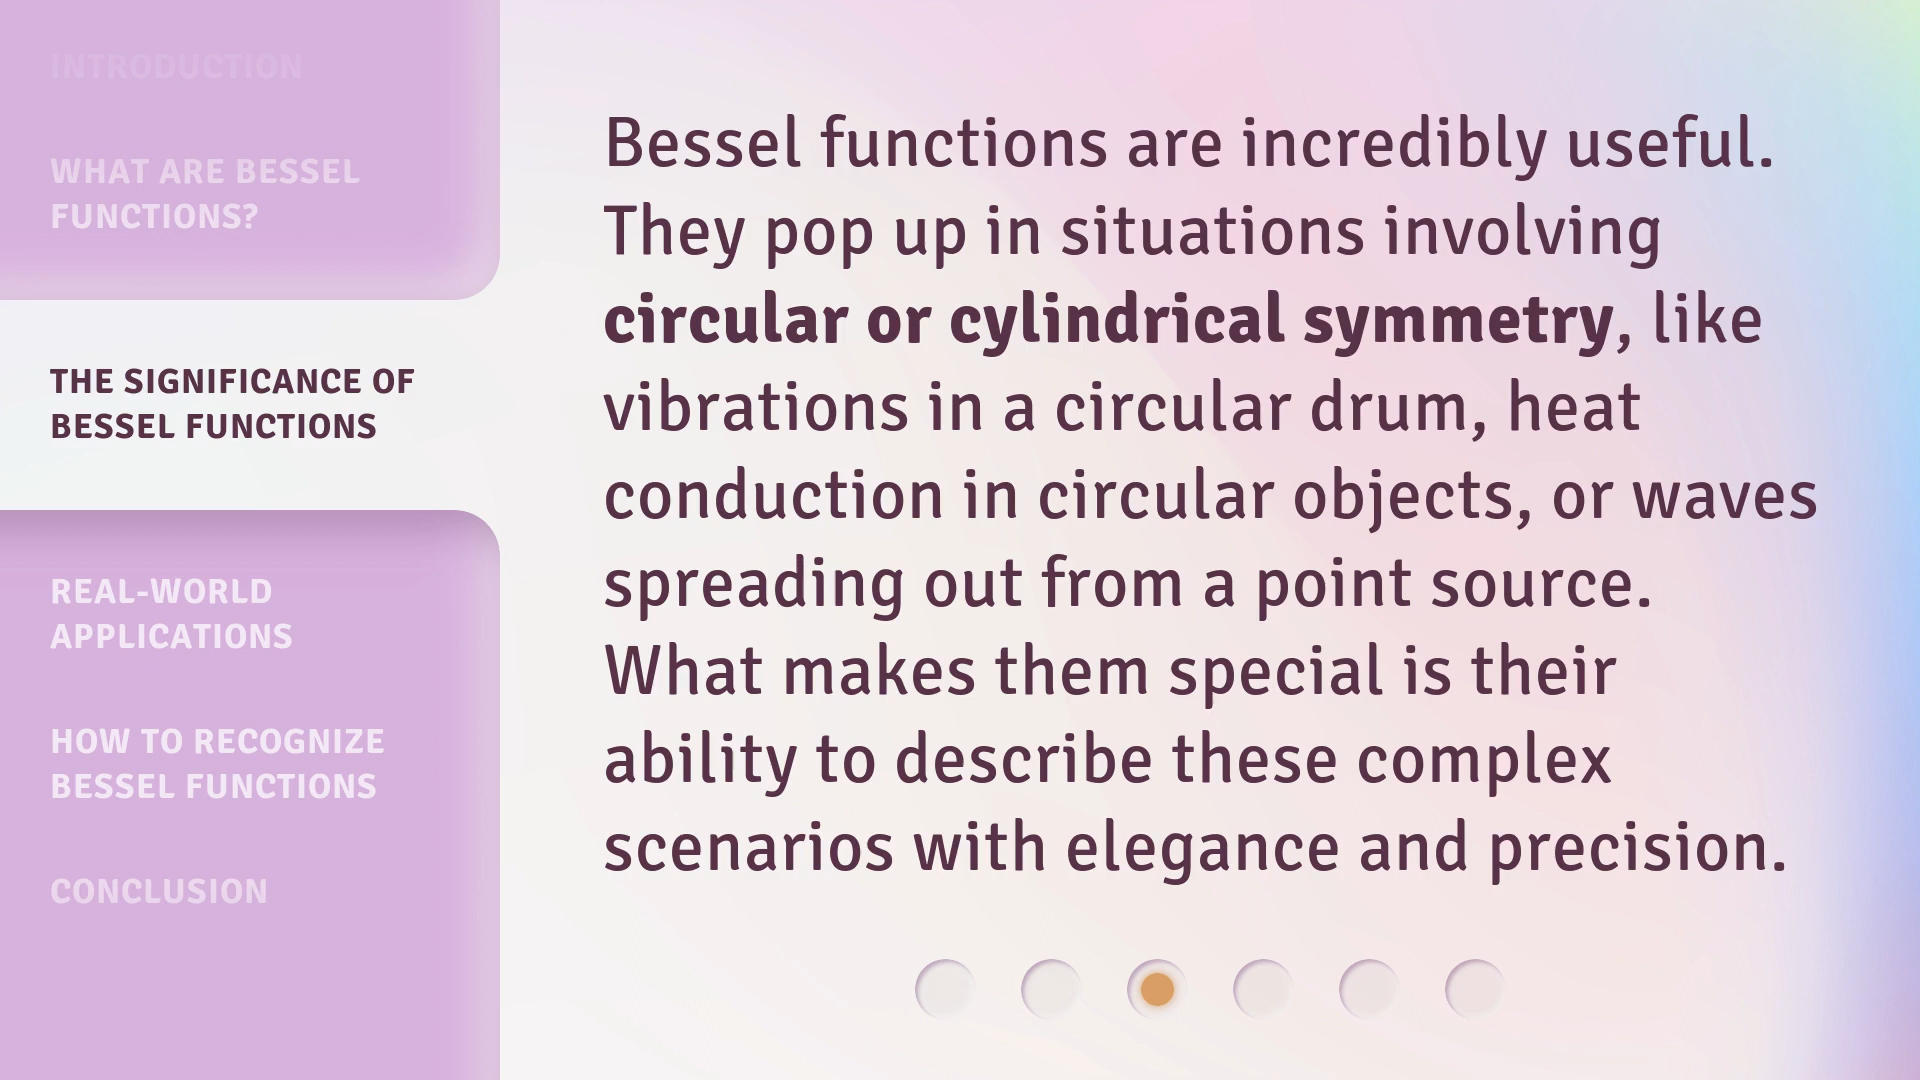 INTRODUCTION
WHAT ARE BESSEL
FUNCTIONS?
THE SIGNIFICANCE OF
BESSEL FUNCTIONS
REAL-WORLD
APPLICATIONS
HOW TO RECOGNIZE
BESSEL FUNCTIONS
CONCLUSION
Bessel functions are incredibly useful.
They pop up in situations involving
circular or cylindrical symmetry, like
vibrations in a circular drum, heat
conduction in circular objects, or waves
spreading out from a point source.
What makes them special is their
ability to describe these complex
scenarios with elegance and precision.